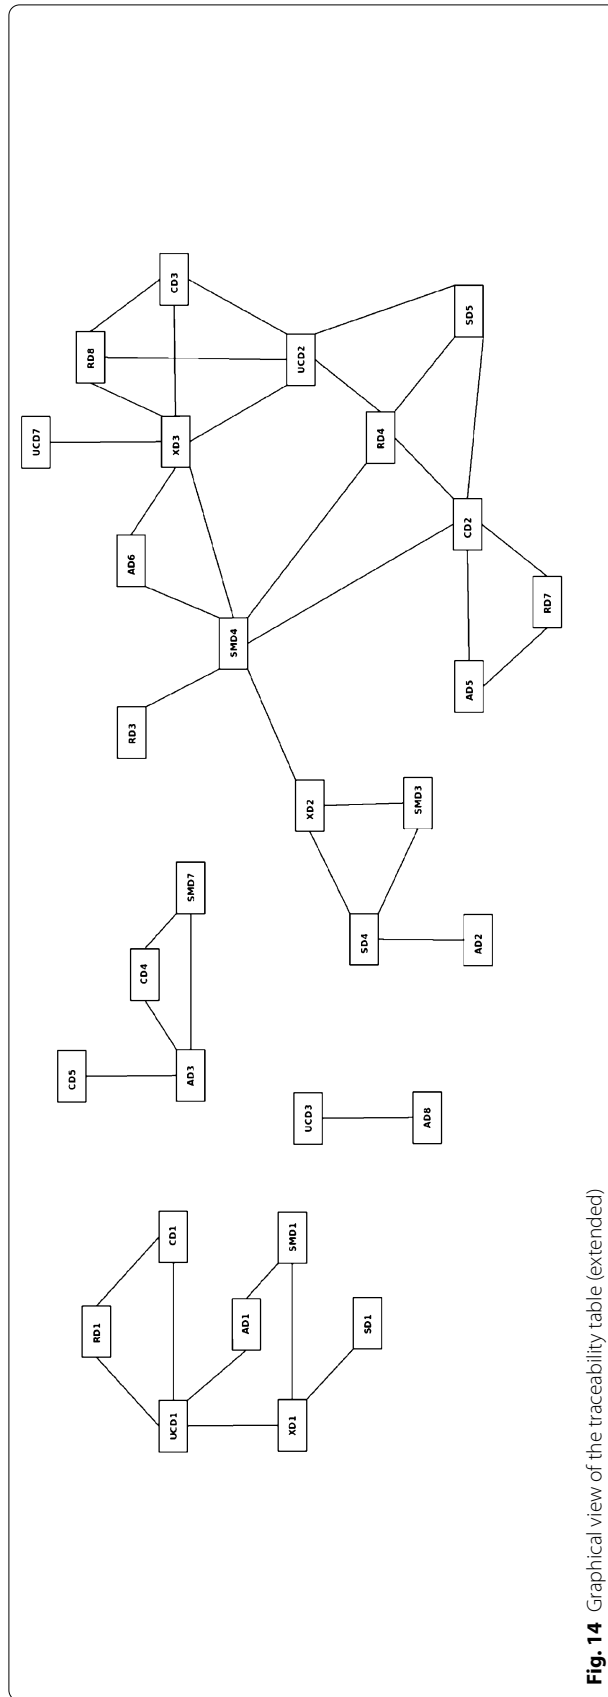 UCD1
RD1
CD1
XD1
AD1
SMD1
SD1
CD5
AD3
CD4
SMD7
UCD3
AD8
SD4
AD2
XD2
SMD3
RD3
SMD4
AD6
UCD7
XD3
RD8
CD3
UCD2
RD4
SD5
CD2
AD5
RD7
Fig. 14 Graphical view of the traceability table (extended)